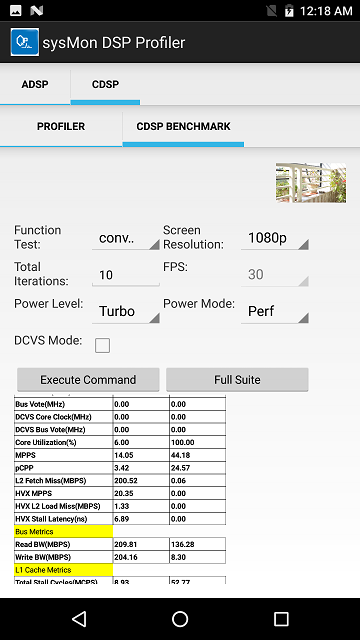 12:18 AM
sysMon DSP Profiler
ADSP CDSP
PROFILER CDSP BENCHMARK
Function Test: conv.. Screen Resolution: 1080p
Total Iterations: 10 FPS: 30
Power Level: Turbo Power Mode: Perf
DCVS Mode:
Execute Command Full Suite
Bus Vote(MHz) 0.00 0.00
DCVS Core Clock(MHz) 0.00 0.00
DCVS Bus Vote(MHz) 0.00 0.00
Core Utilization(%) 6.00 100.00
MPPS 14.05 44.18
pCPP 3.42 24.57
L2 Fetch Miss(MBPS) 200.52 0.06
HVX MPPS 20.35 0.00
HVX L2 Load Miss(MBPS) 1.33 0.00
HVX Stall Latency(ns) 6.89 0.00
Bus Metrics
Read BW(MBPS) 209.81 136.28
Write BW(MBPS) 204.16 8.30
L1 Cache Metrics
Total Stall Cycles(MCPS) 8.93 52.77